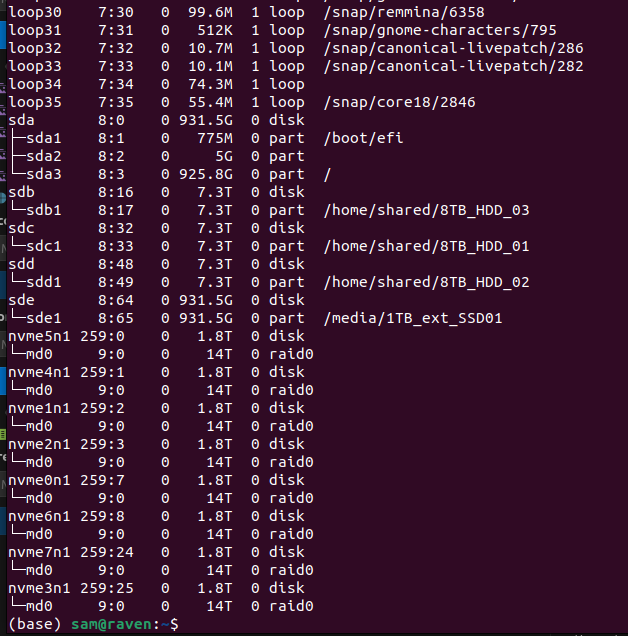 loop30 7:30 0 99.6M 1 loop /snap/remmina/6358
loop31 7:31 0 512K 1 loop /snap/gnome-characters/795
loop32 7:32 0 10.7M 1 loop /snap/canonical-livepatch/286
loop33 7:33 0 10.1M 1 loop /snap/canonical-livepatch/282
loop34 7:34 0 74.3M 1 loop
loop35 7:35 0 55.4M 1 loop /snap/core18/2846
sda 8:0 0 931.5G 0 disk
├─sda1 8:1 0 775M 0 part /boot/efi
├─sda2 8:2 0 5G 0 part
└─sda3 8:3 0 925.8G 0 part /
sdb 8:16 0 7.3T 0 disk
└─sdb1 8:17 0 7.3T 0 part /home/shared/8TB_HDD_03
sdc 8:32 0 7.3T 0 disk
└─sdc1 8:33 0 7.3T 0 part /home/shared/8TB_HDD_01
sdd 8:48 0 7.3T 0 disk
└─sdd1 8:49 0 7.3T 0 part /home/shared/8TB_HDD_02
sde 8:64 0 931.5G 0 disk
└─sde1 8:65 0 931.5G 0 part /media/1TB_ext_SSD01
nvme5n1 259:0 0 1.8T 0 disk
└─md0 9:0 0 14T 0 raid0
nvme4n1 259:1 0 1.8T 0 disk
└─md0 9:0 0 14T 0 raid0
nvme1n1 259:2 0 1.8T 0 disk
└─md0 9:0 0 14T 0 raid0
nvme2n1 259:3 0 1.8T 0 disk
└─md0 9:0 0 14T 0 raid0
nvme0n1 259:7 0 1.8T 0 disk
└─md0 9:0 0 14T 0 raid0
nvme6n1 259:8 0 1.8T 0 disk
└─md0 9:0 0 14T 0 raid0
nvme7n1 259:24 0 1.8T 0 disk
└─md0 9:0 0 14T 0 raid0
nvme3n1 259:25 0 1.8T 0 disk
└─md0 9:0 0 14T 0 raid0
(base) sam@raven:~$